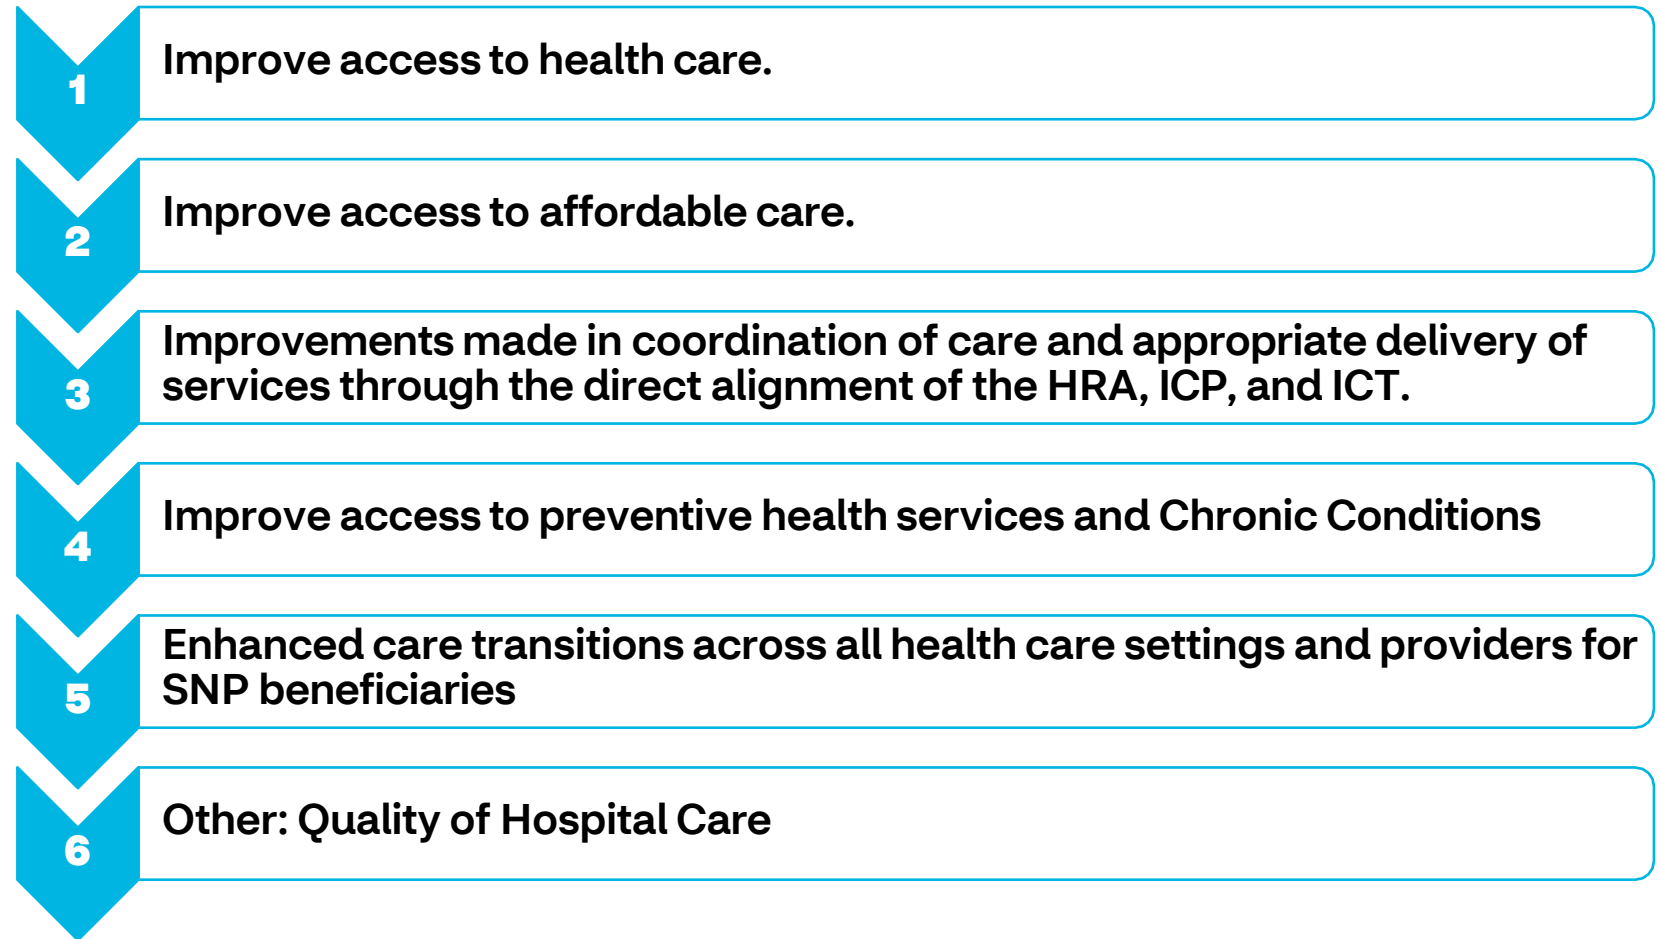 1
Improve access to health care.
2
Improve access to affordable care.
3
Improvements made in coordination of care and appropriate delivery of
services through the direct alignment of the HRA, ICP, and ICT.
4
Improve access to preventive health services and Chronic Conditions
5
Enhanced care transitions across all health care settings and providers for
SNP beneficiaries
6
Other: Quality of Hospital Care